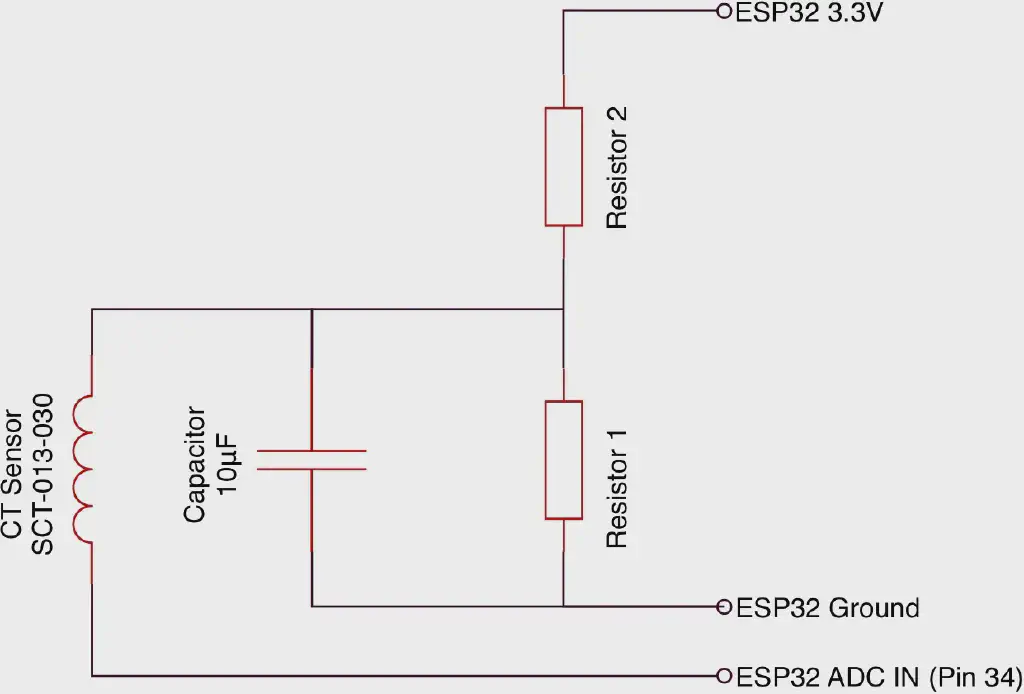 ESP32 3.3V
Resistor 2
CT Sensor
SCT-013-030
Capacitor
10µF
Resistor 1
ESP32 Ground
ESP32 ADC IN (Pin 34)